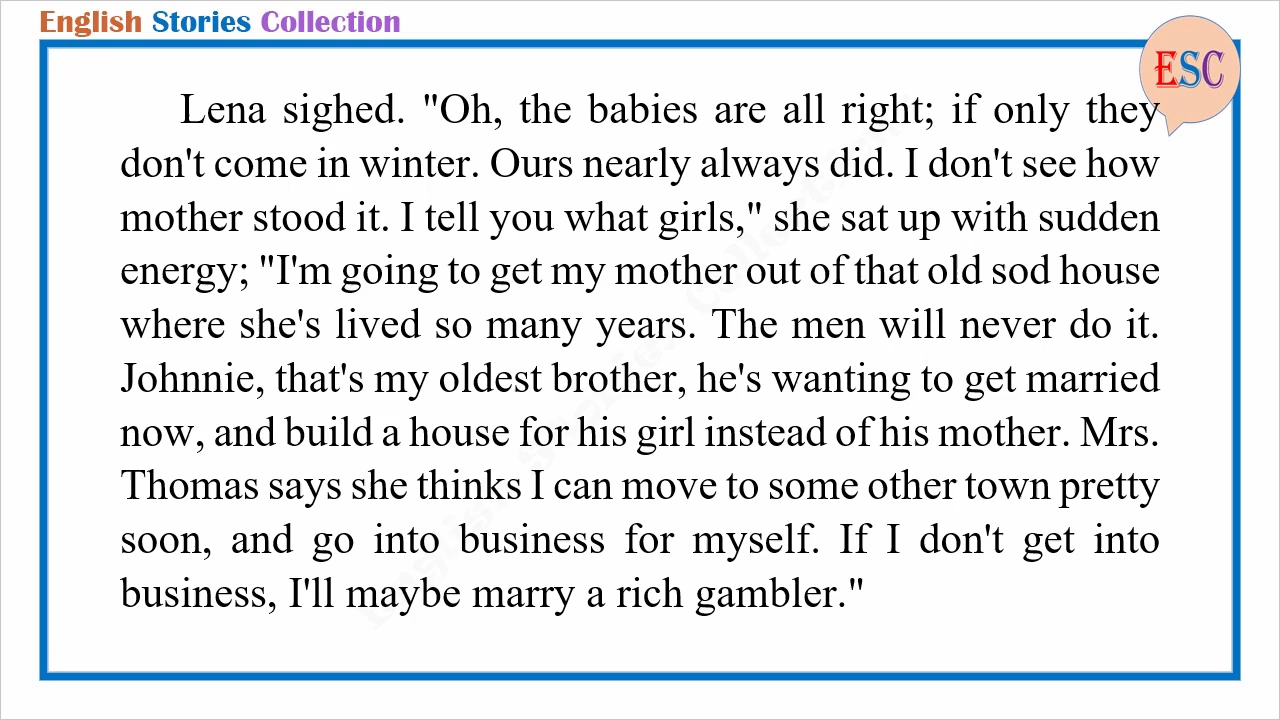 English Stories Collection
ESC
Lena sighed. "Oh, the babies are all right; if only they
don't come in winter. Ours nearly always did. I don't see how
mother stood it. I tell you what girls," she sat up with sudden
energy; "I'm going to get my mother out of that old sod house
where she's lived so many years. The men will never do it.
Johnnie, that's my oldest brother, he's wanting to get married
now, and build a house for his girl instead of his mother. Mrs.
Thomas says she thinks I can move to some other town pretty
soon, and go into business for myself. If I don't get into
business, I'll maybe marry a rich gambler."
English Stories Collection